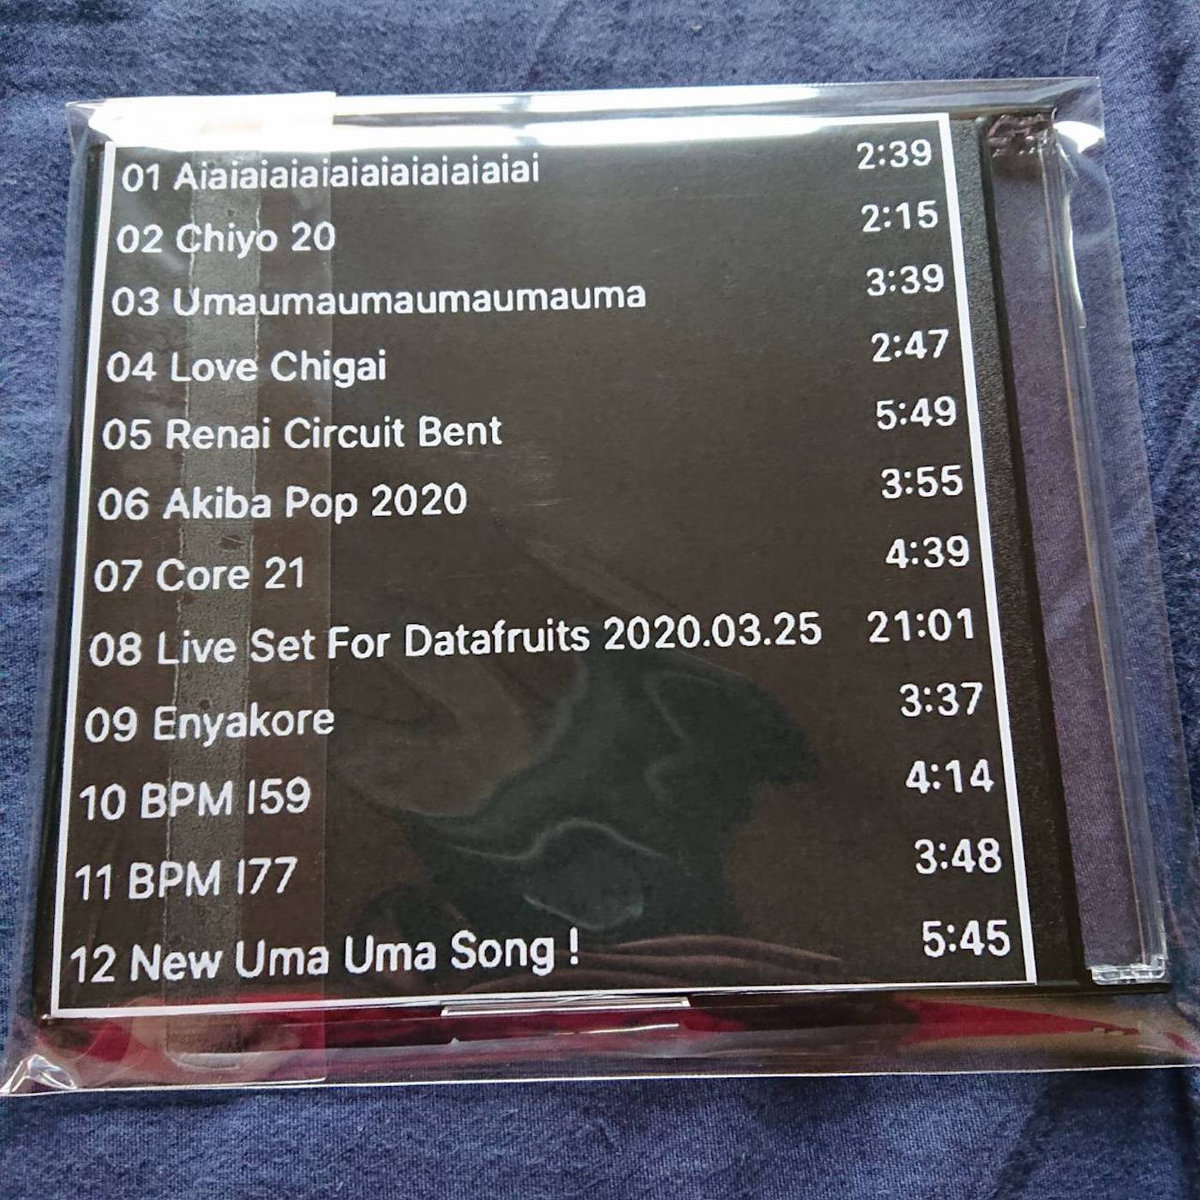 01 Aiaiaiaiaiaiaiaiaiaiaiai 2:39
02 Chiyo 20 2:15
03 Umaumaumaumaumauma 3:39
04 Love Chigai 2:47
05 Renai Circuit Bent 5:49
06 Akiba Pop 2020 3:55
07 Core 21 4:39
08 Live Set For Datafruits 2020.03.25 21:01
09 Enyakore 3:37
10 BPM 159 4:14
11 BPM 177 3:48
12 New Uma Uma Song ! 5:45